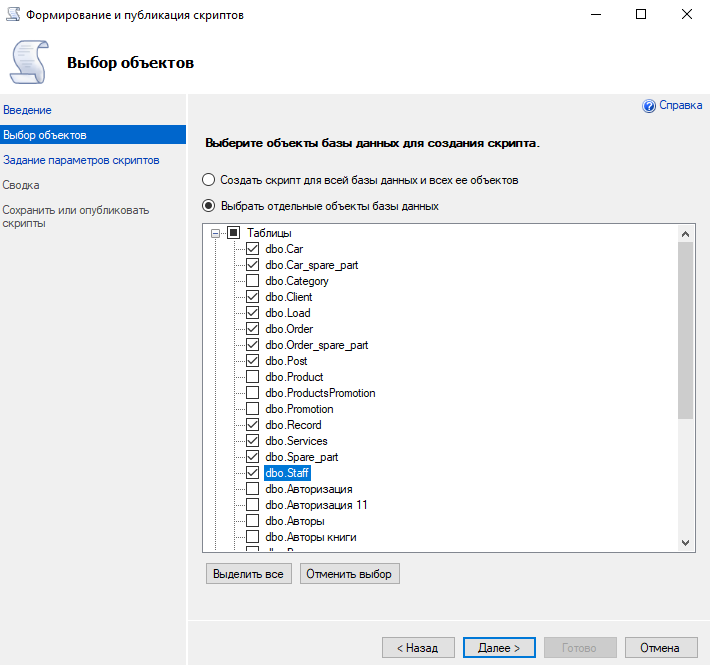 Формирование и публикация скриптов
Выбор объектов
Справка
Введение
Выбор объектов
Задание параметров скриптов
Сводка
Сохранить или опубликовать
скрипты
Выберите объекты базы данных для создания скрипта.
Создать скрипт для всей базы данных и всех ее объектов
Выбрать отдельные объекты базы данных
Таблицы
dbo.Car
dbo.Car_spare_part
dbo.Category
dbo.Client
dbo.Load
dbo.Order
dbo.Order_spare_part
dbo.Post
dbo.Product
dbo.ProductsPromotion
dbo.Promotion
dbo.Record
dbo.Services
dbo.Spare_part
dbo.Staff
dbo.Авторизация
dbo.Авторизация 11
dbo.Авторы
dbo.Авторы книги
Выделить все
Отменить выбор
< Назад
Далее >
Готово
Отмена